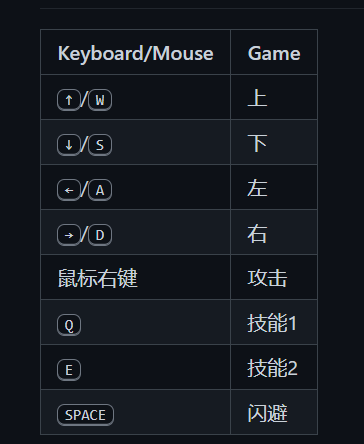 Keyboard/Mouse Game
↑/W 上
↓/S 下
←/A 左
→/D 右
鼠标右键 攻击
Q 技能1
E 技能2
SPACE 闪避